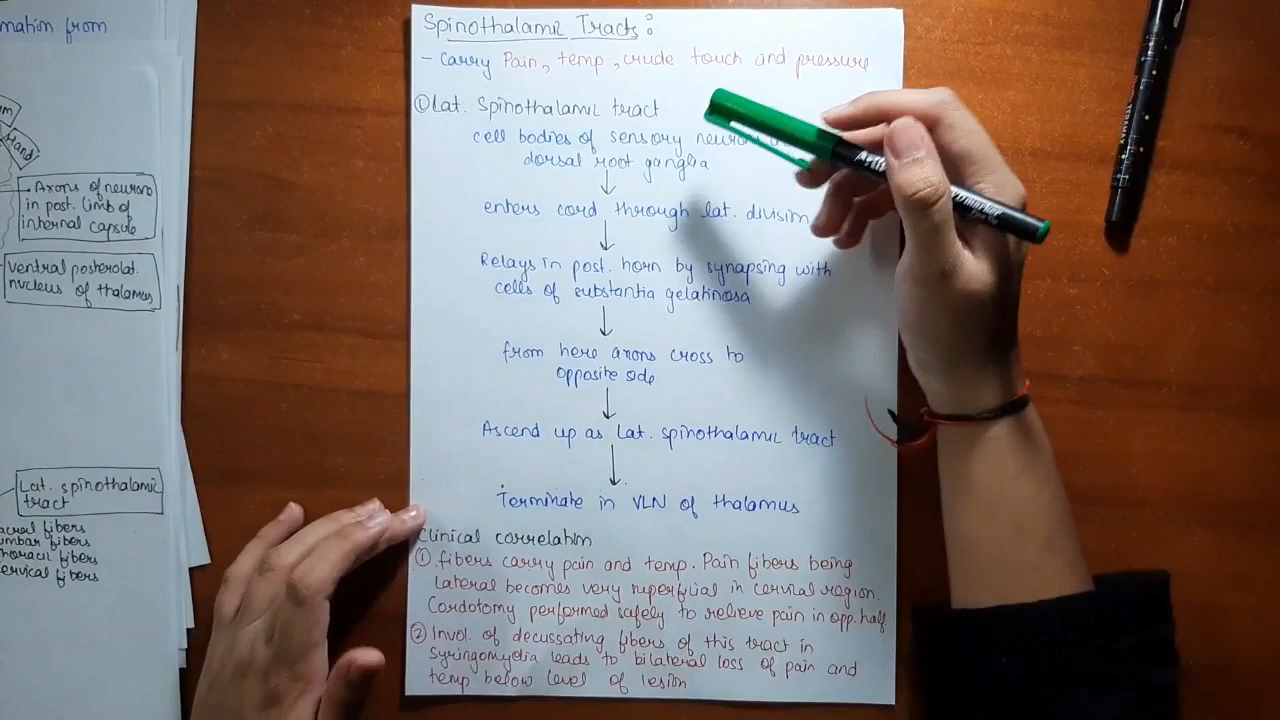 mation from
Hand
Axons of neurons
in post. limb of
internal capsule
ventral posterolat.
nucleus of thalamus
Lat. spinothalamic
tract
fibers
fibers
fibers
fibers
Spinothalamic Tracts:
- Carry Pain, temp, crude touch and pressure
① Lat. Spinothalamic tract
cell bodies of sensory neurons
dorsal root ganglia
↓
enters cord through lat. division
↓
Relays in post. horn by synapsing with
cells of substantia gelatinosa
↓
from here axons cross to
opposite side
↓
Ascend up as Lat. spinothalamic tract
↓
Terminate in VLN of thalamus
Clinical correlation
① fibers carry pain and temp. Pain fibers being
lateral becomes very superficial in cervical region.
Cordotomy performed safely to relieve pain in opp. half
② Invol. of decussating fibers of this tract in
syringomyelia leads to bilateral loss of pain and
temp below level of lesion